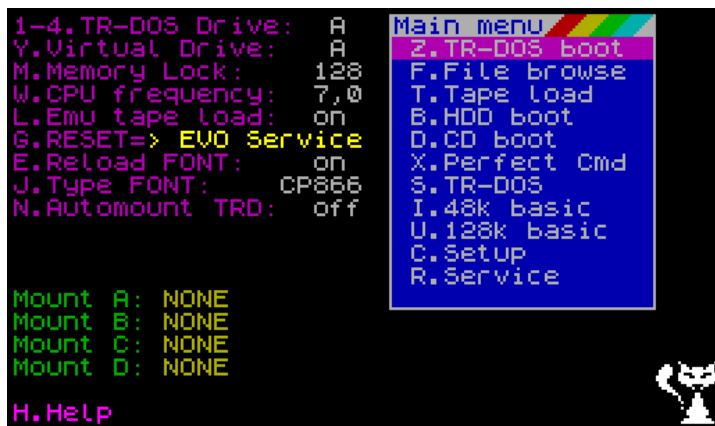 1-4.TR-DOS Drive: A
Y.Virtual Drive: A
M.Memory Lock: 128
W.CPU frequency: 7,0
L.Emu tape load: on
G.RESET=> EVO Service
E.Reload FONT: on
J.Type FONT: CP866
N.Automount TRD: off
Mount A: NONE
Mount B: NONE
Mount C: NONE
Mount D: NONE
H.Help
Main menu
Z.TR-DOS boot
F.File browse
T.Tape load
B.HDD boot
D.CD boot
X.Perfect Cmd
S.TR-DOS
I.48k basic
U.128k basic
C.Setup
R.Service